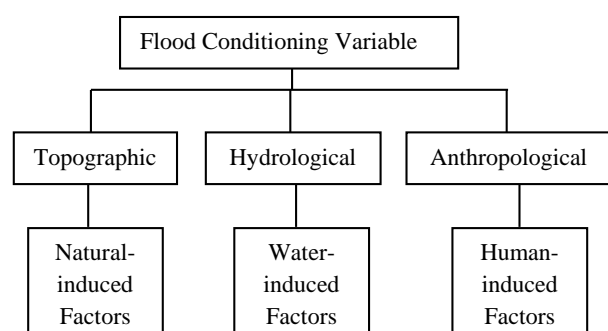 Flood Conditioning Variable
Topographic
Hydrological
Anthropological
Natural-
induced
Factors
Water-
induced
Factors
Human-
induced
Factors